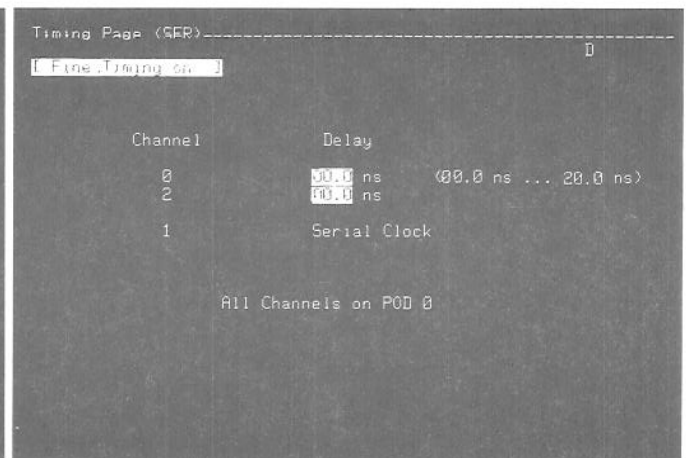 Timing Page (SER)
D
[ Fine.Timing on ]
Channel Delay
0 00.0 ns (00.0 ns ... 20.0 ns)
2 00.0 ns
1 Serial Clock
All Channels on POD 0